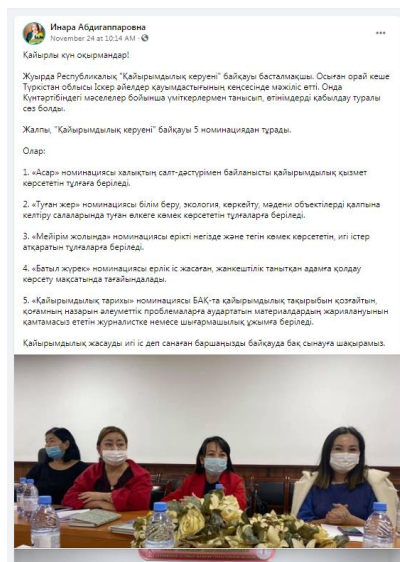 Инара Абдигаппаровна
November 24 at 10:14 AM ·
Қайырлы күн оқырмандар!
Жуырда Республикалық "Қайырымдылық керуені" байқауы басталмақшы. Осыған орай кеше
Түркістан облысы Іскер әйелдер қауымдастығының кеңсесінде мәжіліс өтті. Онда
Күнтәртібіндегі мәселелер бойынша үміткерлермен танысып, өтінімдерді қабылдау туралы
сөз болды.
Жалпы, "Қайырымдылық керуені" байқауы 5 номинациядан тұрады.
Олар:
1. «Асар» номинациясы халықтың салт-дәстүрімен байланысты қайырымдылық қызмет
көрсететін тұлғаға беріледі.
2. «Туған жер» номинациясы білім беру, экология, көркейту, мәдени объектілерді қалпына
келтіру салаларында туған өлкеге көмек көрсететін тұлғаларға беріледі.
3. «Мейірім жолында» номинациясы ерікті негізде және тегін көмек көрсететін, игі істер
атқаратын тұлғаларға беріледі.
4. «Батыл жүрек» номинациясы ерлік іс жасаған, жанкештілік танытқан адамға қолдау
көрсету мақсатында тағайындалады.
5. «Қайырымдылық тарихы» номинациясы БАҚ-та қайырымдылық тақырыбын қозғайтын,
қоғамның назарын әлеуметтік проблемаларға аудартатын материалдардың жариялануын
қамтамасыз ететін журналистке немесе шығармашылық ұжымға беріледі.
Қайырымдылық жасауды игі іс деп санаған баршаңызды байқауда бақ сынауға шақырамыз.